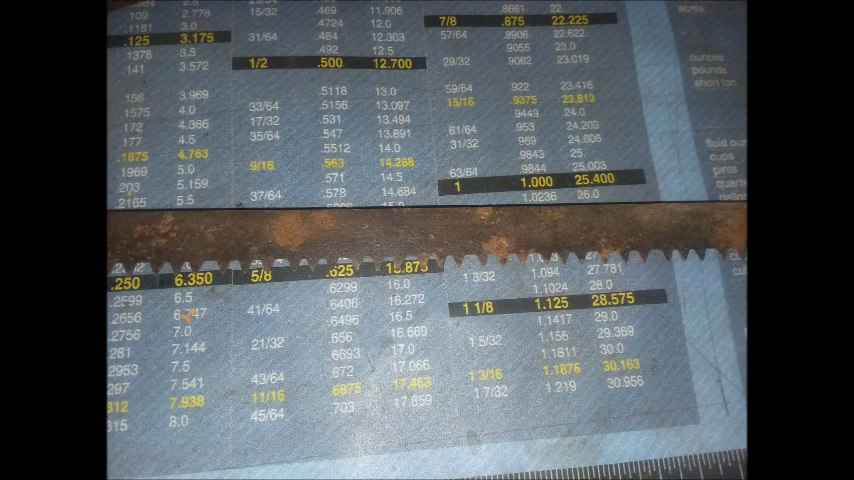 .109 2.778 15/32 .469 11.906 .8661 22
.1181 3.0 .4724 12.0 7/8 .875 22.225
.125 3.175 31/64 .484 12.303 57/64 .8906 22.622
.1378 3.5 .492 12.5 .9055 23.0
.141 3.572 1/2 .500 12.700 29/32 .9062 23.019
.5118 13.0 59/64 .922 23.416
156 3.969 33/64 .5156 13.097 15/16 .9375 23.813
.1575 4.0 17/32 .531 13.494 .9449 24.0
.172 4.366 35/64 .547 13.891 61/64 .953 24.209
.177 4.5 .5512 14.0 31/32 969 24.606
.1875 4.763 9/16 .563 14.288 .9843 25.
.1969 5.0 .571 14.5 63/64 .9844 25.003
.203 5.159 37/64 .578 14.684 1 1.000 25.400
.2165 5.5 1.0236 26.0
acres
ounces
pounds
short ton
cups
pints
.250 6.350 5/8 .625 15.875 1 3/32 1.094 27.781
6.5 .6299 16.0 1.1024 28.0
.2656 41/64 .6406 16.272 1 1/8 1.125 28.575
.2756 7.0 .6496 16.5 1.1417 29.0
281 7.144 21/32 656 16.669 1 5/32 1.156 29.369
.2953 7.5 .6693 17.0 1.1811 30.0
297 7.541 43/64 .672 17.066 1 3/16 1.1875 30.163
312 7.938 11/16 .6875 17.463 1 7/32 1.219 30.956
315 8.0 45/64 .703 17.859